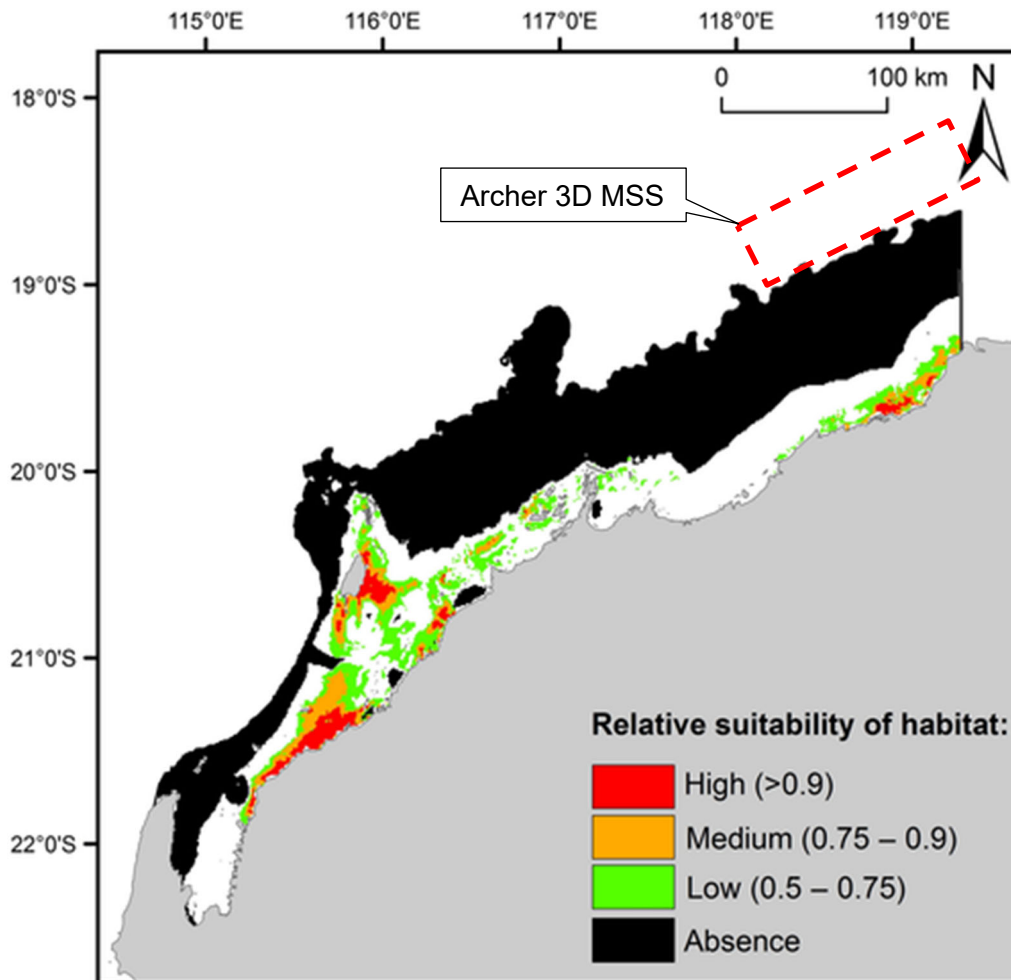 115°0'E 116°0'E 117°0'E 118°0'E 119°0'E
0 100 km N
18°0'S
Archer 3D MSS
19°0'S
20°0'S
21°0'S
Relative suitability of habitat:
High (>0.9)
Medium (0.75 – 0.9)
22°0'S
Low (0.5 – 0.75)
Absence